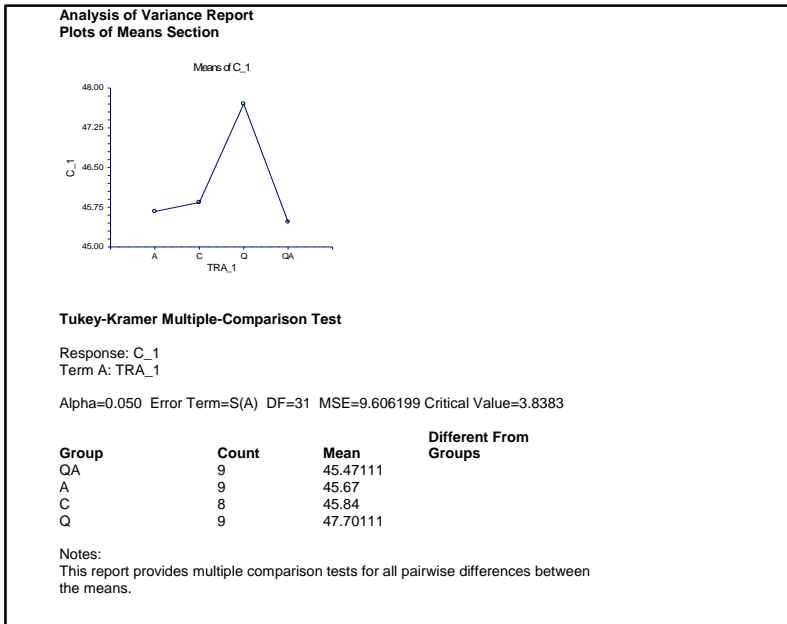 Analysis of Variance Report
Plots of Means Section
Means of C_1
48.00
47.25
46.50
45.75
45.00
C_1
A C Q QA
TRA_1
Tukey-Kramer Multiple-Comparison Test
Response: C_1
Term A: TRA_1
Alpha=0.050 Error Term=S(A) DF=31 MSE=9.606199 Critical Value=3.8383
Different From
Group Count Mean Groups
QA 9 45.47111
A 9 45.67
C 8 45.84
Q 9 47.70111
Notes:
This report provides multiple comparison tests for all pairwise differences between
the means.